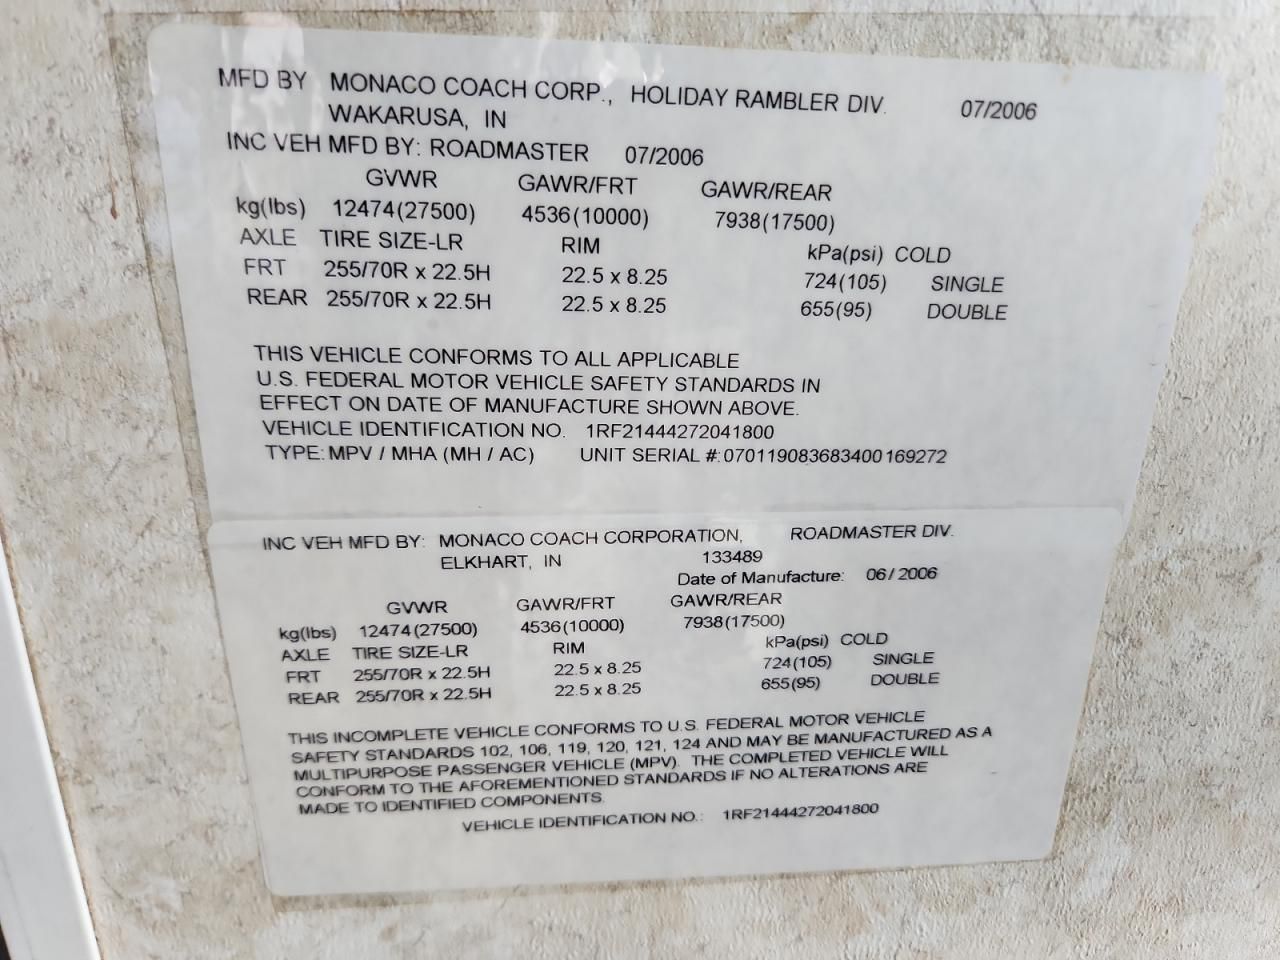 MFD BY MONACO COACH CORP., HOLIDAY RAMBLER DIV. 07/2006
WAKARUSA, IN
INC VEH MFD BY: ROADMASTER 07/2006
GVWR GAWR/FRT GAWR/REAR
kg(lbs) 12474(27500) 4536(10000) 7938(17500)
AXLE TIRE SIZE-LR RIM kPa(psi) COLD
FRT 255/70R x 22.5H 22.5 x 8.25 724(105) SINGLE
REAR 255/70R x 22.5H 22.5 x 8.25 655(95) DOUBLE
THIS VEHICLE CONFORMS TO ALL APPLICABLE
U.S. FEDERAL MOTOR VEHICLE SAFETY STANDARDS IN
EFFECT ON DATE OF MANUFACTURE SHOWN ABOVE.
VEHICLE IDENTIFICATION NO. 1RF21444272041800
TYPE: MPV / MHA (MH / AC) UNIT SERIAL #:070119083683400169272
INC VEH MFD BY: MONACO COACH CORPORATION, ROADMASTER DIV.
ELKHART, IN 133489
Date of Manufacture: 06/2006
GVWR GAWR/FRT GAWR/REAR
kg(lbs) 12474(27500) 4536(10000) 7938(17500)
AXLE TIRE SIZE-LR RIM kPa(psi) COLD
FRT 255/70R x 22.5H 22.5 x 8.25 724(105) SINGLE
REAR 255/70R x 22.5H 22.5 x 8.25 655(95) DOUBLE
THIS INCOMPLETE VEHICLE CONFORMS TO U.S. FEDERAL MOTOR VEHICLE
SAFETY STANDARDS 102, 106, 119, 120, 121, 124 AND MAY BE MANUFACTURED AS A
MULTIPURPOSE PASSENGER VEHICLE (MPV). THE COMPLETED VEHICLE WILL
CONFORM TO THE AFOREMENTIONED STANDARDS IF NO ALTERATIONS ARE
MADE TO IDENTIFIED COMPONENTS.
VEHICLE IDENTIFICATION NO.: 1RF21444272041800